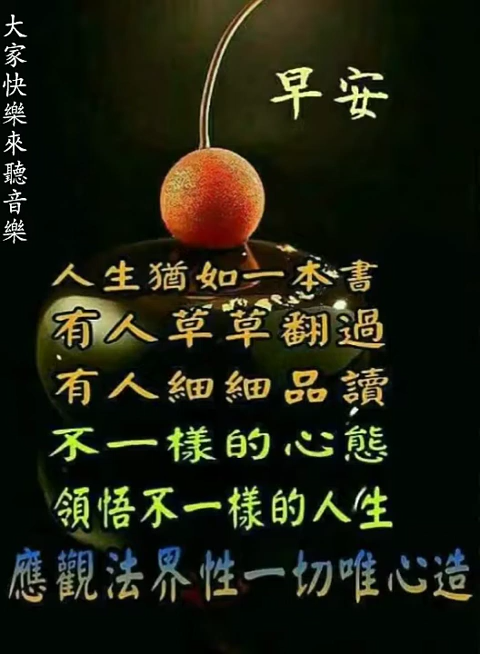 大家快樂來聽音樂
早安
人生猶如一本書
有人草草翻過
有人細細品讀
不一樣的心態
領悟不一樣的人生
應觀法界性一切唯心造